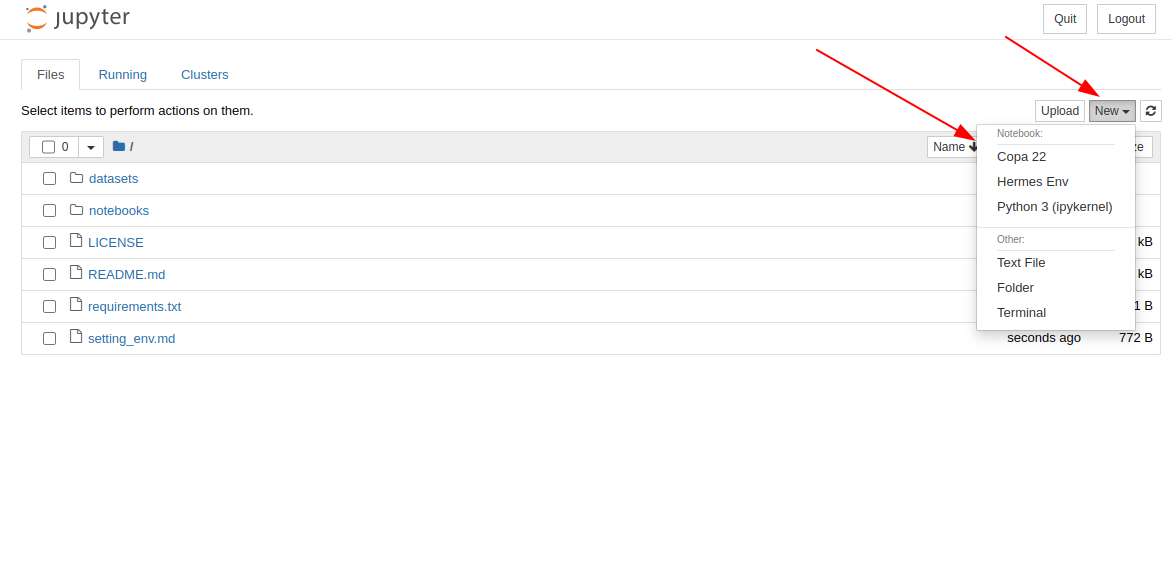 jupyter
Quit
Logout
Files
Running
Clusters
Select items to perform actions on them.
Upload
New
0
/
Name
ze
Notebook:
Copa 22
Hermes Env
Python 3 (ipykernel)
Other:
Text File
Folder
Terminal
datasets
notebooks
LICENSE
kB
README.md
kB
requirements.txt
1 B
setting_env.md
seconds ago
772 B